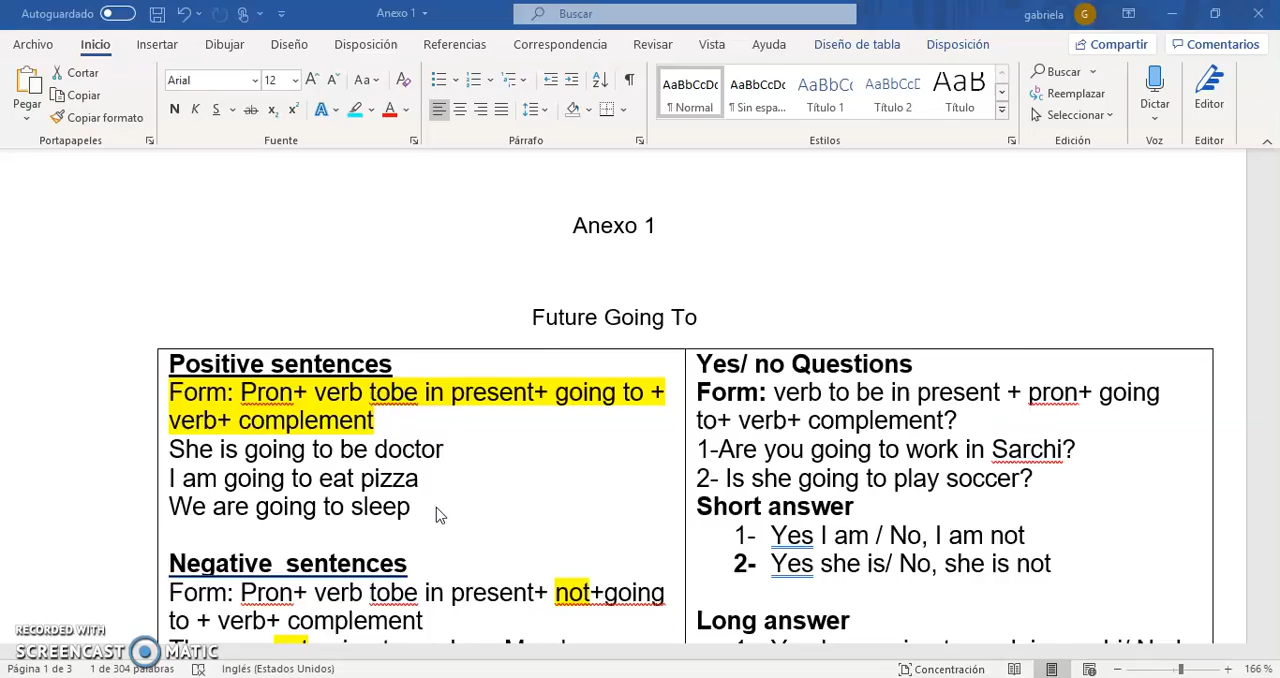 Autoguardado
Anexo 1
Buscar
gabriela
G
Archivo
Inicio
Insertar
Dibujar
Diseño
Disposición
Referencias
Correspondencia
Revisar
Vista
Ayuda
Diseño de tabla
Disposición
Compartir
Comentarios
Pegar
Cortar
Copiar
Copiar formato
Portapapeles
Arial
12
Aa
N K S ab x₂ x²
Fuente
Párrafo
AaBbCcDc
¶ Normal
AaBbCcDc
¶ Sin espa...
AaBbCc
Título 1
AaBbCcD
Título 2
AaB
Título
Estilos
Buscar
Reemplazar
Seleccionar
Edición
Dictar
Voz
Editor
Editor
Anexo 1
Future Going To
Positive sentences
Form: Pron+ verb tobe in present+ going to +
verb+ complement
She is going to be doctor
I am going to eat pizza
We are going to sleep
Negative  sentences
Form: Pron+ verb tobe in present+ not+going
to + verb+ complement
Yes/ no Questions
Form: verb to be in present + pron+ going
to+ verb+ complement?
1-Are you going to work in Sarchi?
2- Is she going to play soccer?
Short answer
1- Yes I am / No, I am not
2- Yes she is/ No, she is not
Long answer
RECORDED WITH
SCREENCAST MATIC
Página 1 de 3
1 de 304 palabras
Inglés (Estados Unidos)
Concentración
166 %